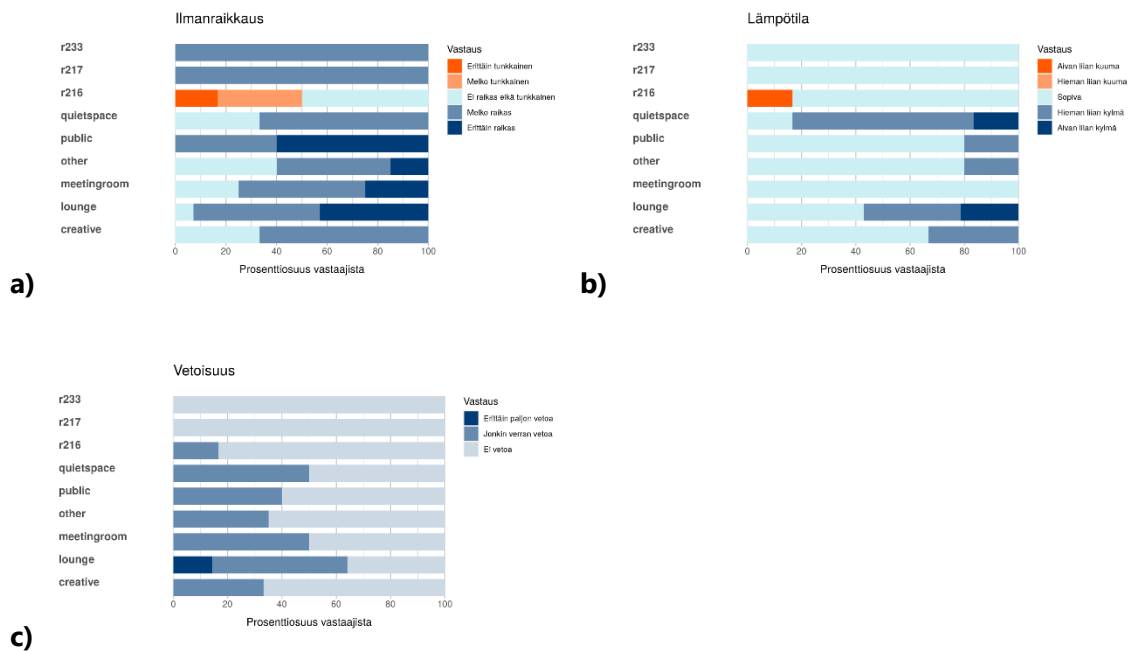 Ilmanraikkaus
r233
r217
r216
quietspace
public
other
meetingroom
lounge
creative
0 20 40 60 80 100
Prosenttiosuus vastaajista
Vastaus
Erittäin tunkkainen
Melko tunkkainen
Ei raikas eikä tunkkainen
Melko raikas
Erittäin raikas
a)
Lämpötila
r233
r217
r216
quietspace
public
other
meetingroom
lounge
creative
0 20 40 60 80 100
Prosenttiosuus vastaajista
Vastaus
Aivan liian kuuma
Hieman liian kuuma
Sopiva
Hieman liian kylmä
Aivan liian kylmä
b)
Vetoisuus
r233
r217
r216
quietspace
public
other
meetingroom
lounge
creative
0 20 40 60 80 100
Prosenttiosuus vastaajista
Vastaus
Erittäin paljon vetoa
Jonkin verran vetoa
Ei vetoa
c)